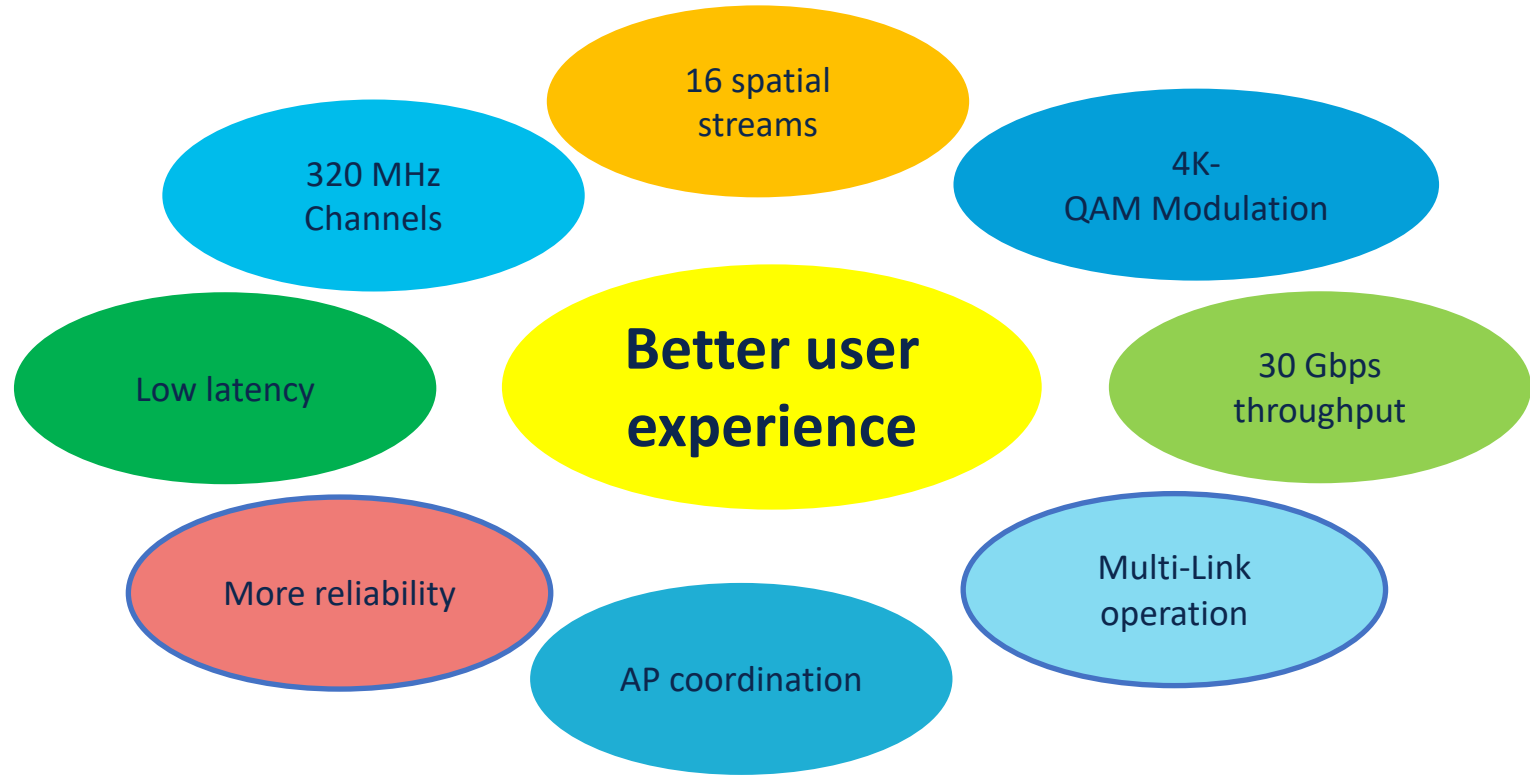 16 spatial
streams
320 MHz
Channels
4K-
QAM Modulation
Low latency
Better user
experience
30 Gbps
throughput
More reliability
Multi-Link
operation
AP coordination